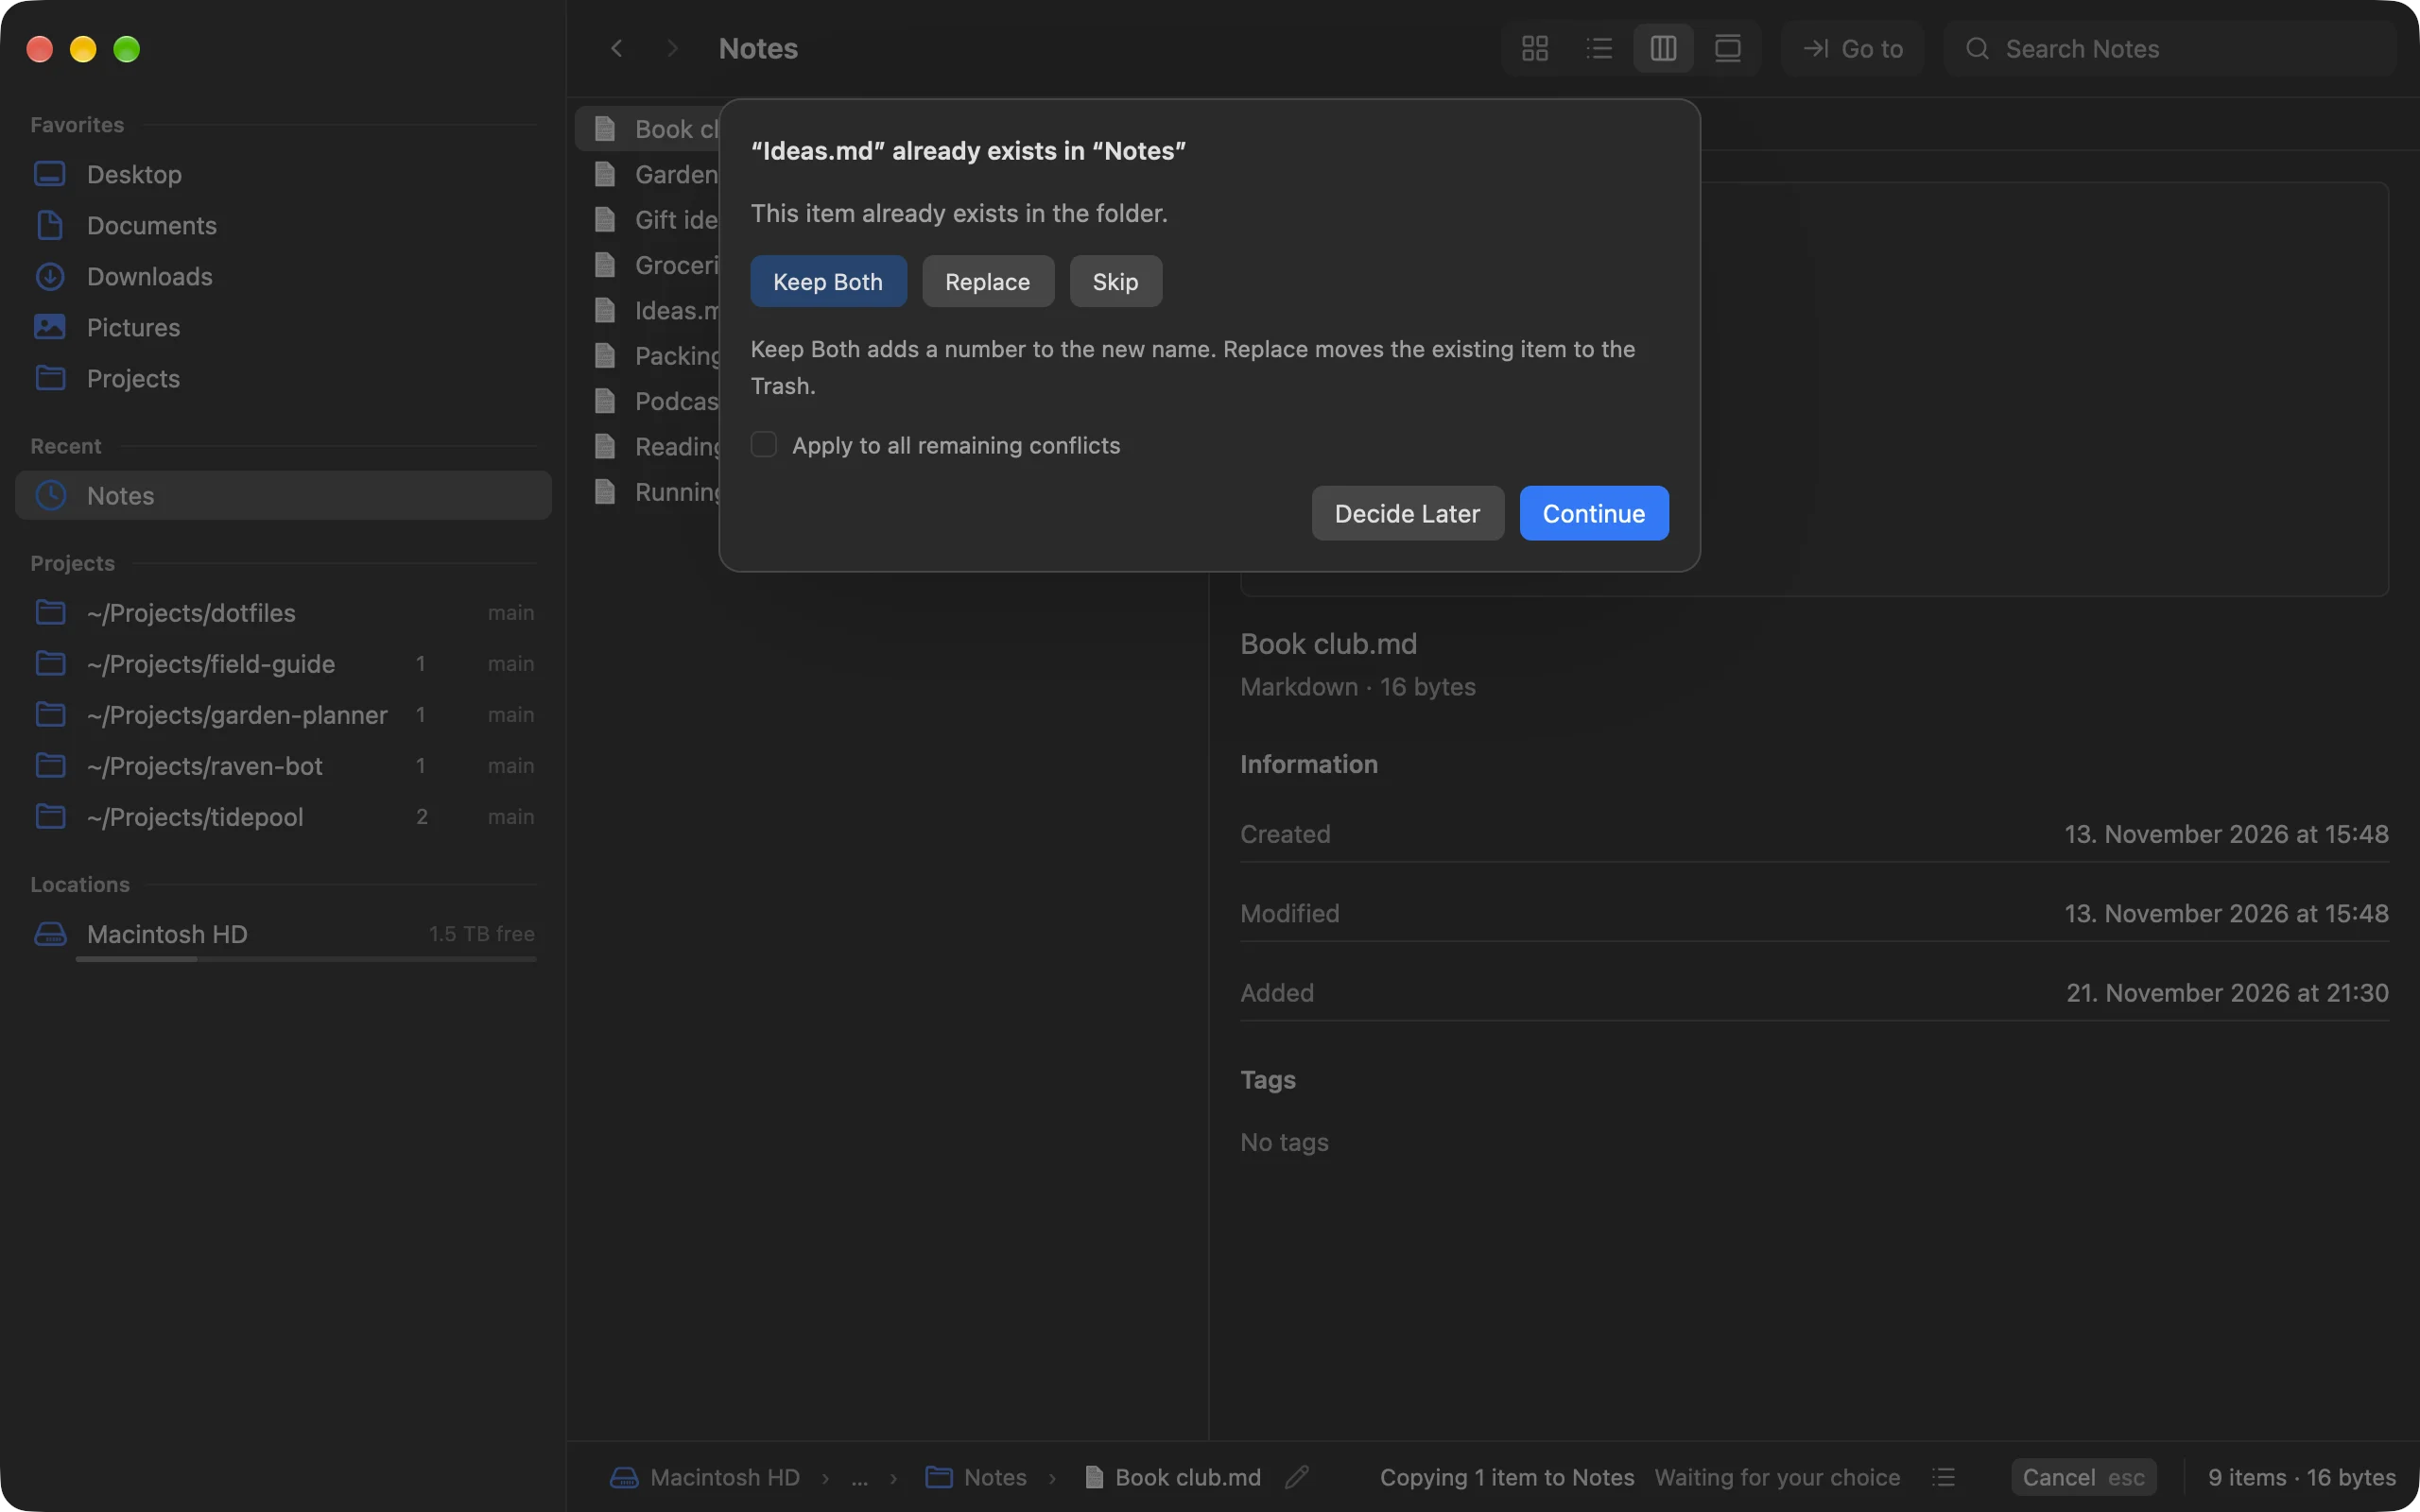 Notes
Go to
Search Notes
Favorites
Desktop
Documents
Downloads
Pictures
Projects
Recent
Notes
Projects
~/Projects/dotfiles main
~/Projects/field-guide 1 main
~/Projects/garden-planner 1 main
~/Projects/raven-bot 1 main
~/Projects/tidepool 2 main
Locations
Macintosh HD 1.5 TB free
Book cl
Garden
Gift ide
Groceri
Ideas.m
Packing
Podcas
Reading
Running
“Ideas.md” already exists in “Notes”
This item already exists in the folder.
Keep Both Replace Skip
Keep Both adds a number to the new name. Replace moves the existing item to the
Trash.
Apply to all remaining conflicts
Decide Later Continue
Book club.md
Markdown · 16 bytes
Information
Created 13. November 2026 at 15:48
Modified 13. November 2026 at 15:48
Added 21. November 2026 at 21:30
Tags
No tags
Macintosh HD › ... › Notes › Book club.md
Copying 1 item to Notes Waiting for your choice
Cancel esc
9 items · 16 bytes